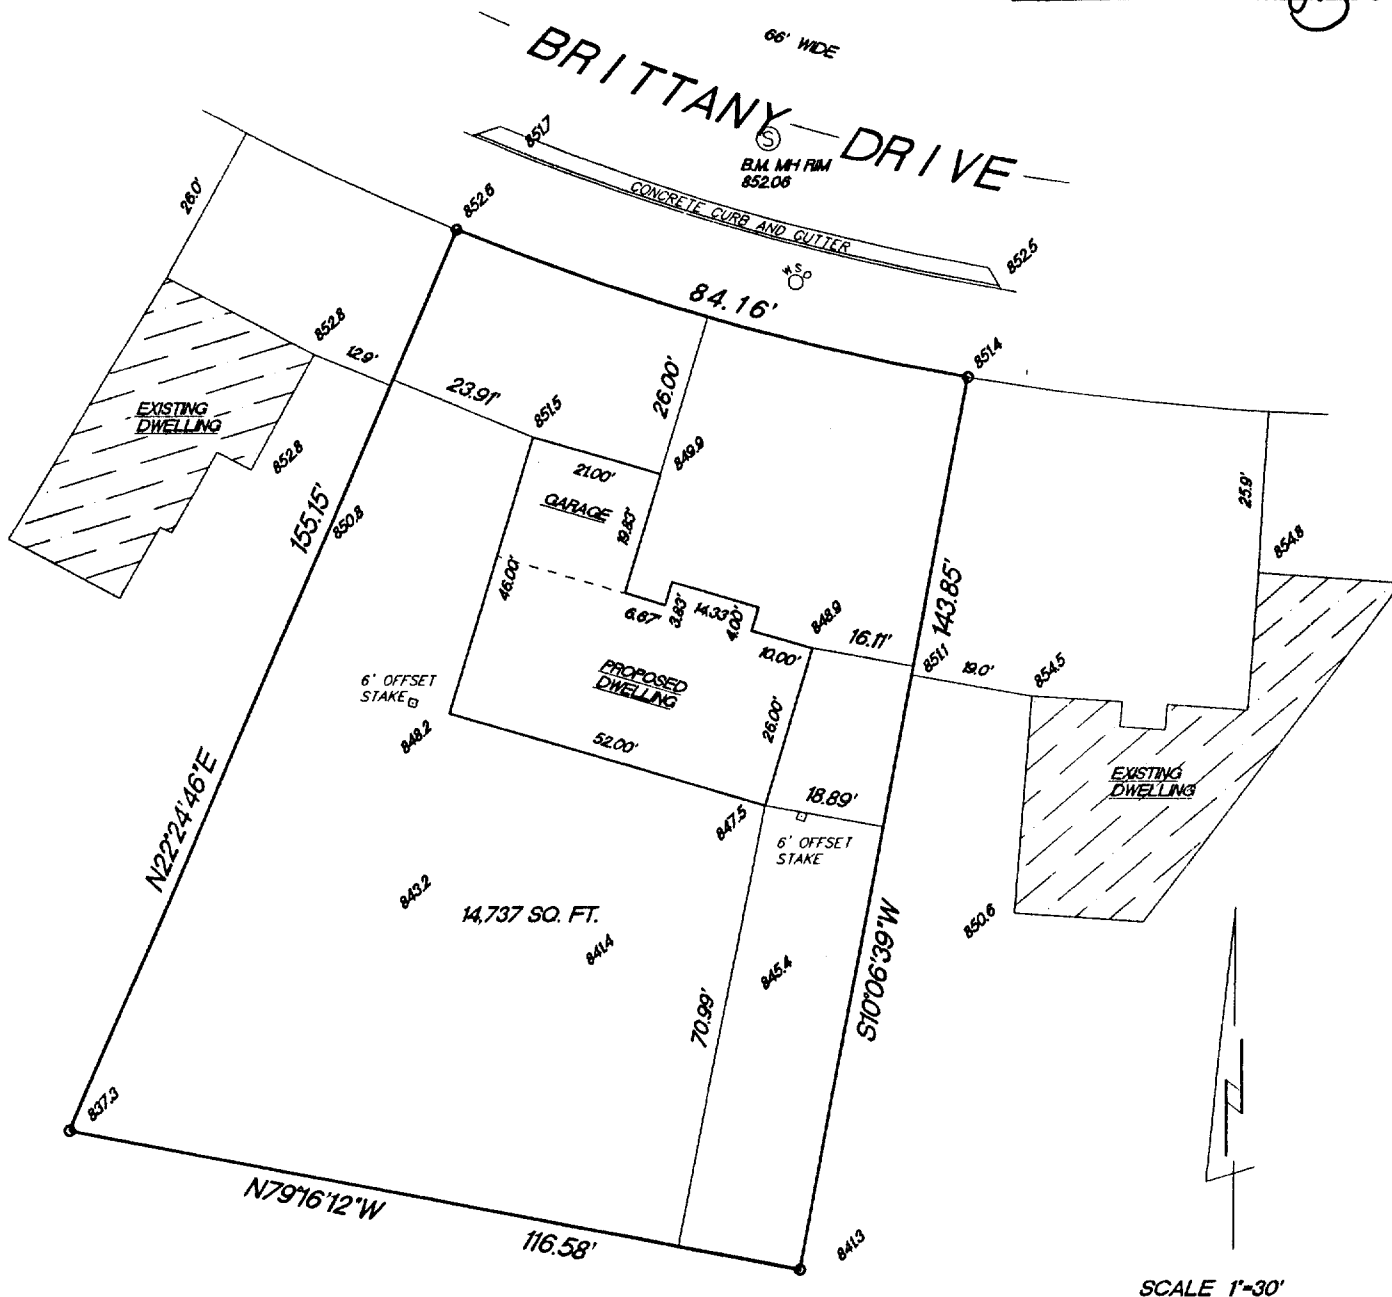 66' WIDE
BRITTANY DRIVE
851.7
S
B.M. MH RIM
852.06
CONCRETE CURB AND GUTTER
26.0'
852.6
852.5
W.S.O
84.16'
852.8
12.9'
851.4
23.91'
26.00'
851.5
EXISTING
DWELLING
849.9
852.8
21.00'
25.9'
GARAGE
155.15'
850.8
19.83'
854.8
46.00'
143.85'
6.67'
3.83'
14.33'
4.00'
848.9
16.11'
10.00'
851.1
19.0'
854.5
PROPOSED
DWELLING
6' OFFSET
STAKE
26.00'
848.2
52.00'
EXISTING
DWELLING
N22°24'46"E
18.89'
847.5
6' OFFSET
STAKE
843.2
14,737 SQ. FT.
850.6
841.4
845.4
S10°06'39"W
70.99'
837.3
N79°16'12"W
116.58'
841.3
SCALE 1"=30'